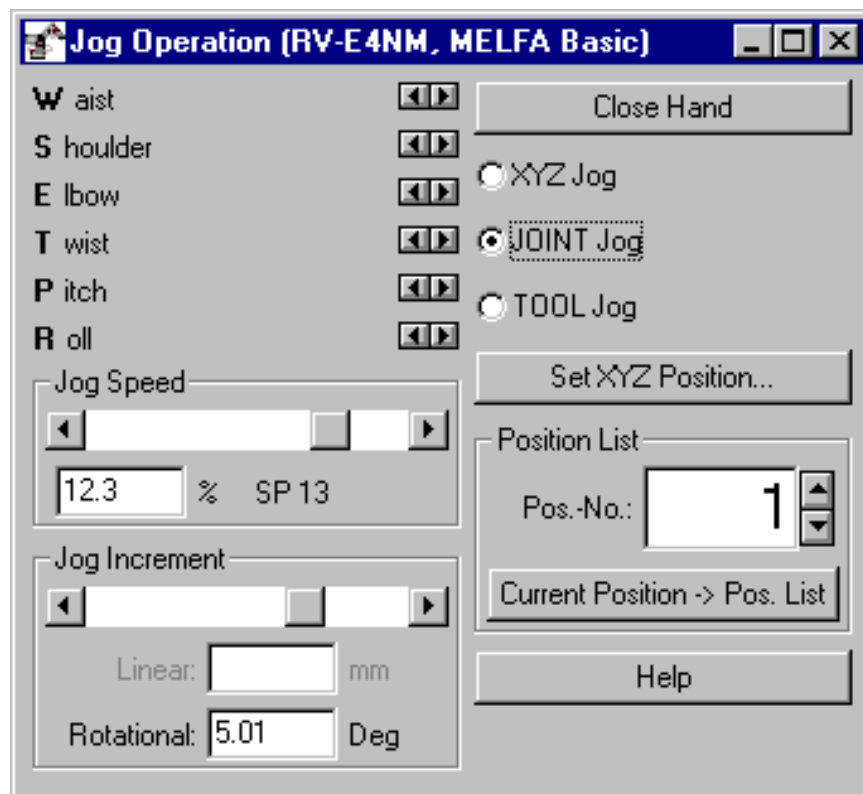 Jog Operation (RV-E4NM, MELFA Basic)
W aist
S houlder
E lbow
T wist
P itch
R oll
Jog Speed
12.3 % SP 13
Jog Increment
Linear: mm
Rotational: 5.01 Deg
Close Hand
XYZ Jog
JOINT Jog
TOOL Jog
Set XYZ Position...
Position List
Pos.-No.: 1
Current Position -> Pos. List
Help